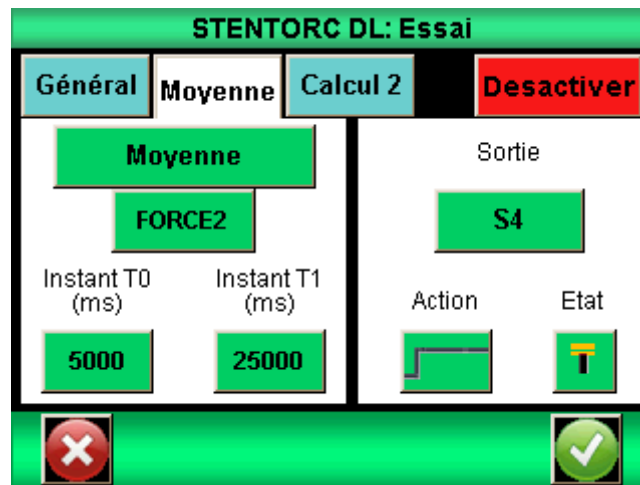 STENTORC DL: Essai
Général
Moyenne
Calcul 2
Desactiver
Moyenne
FORCE2
Instant T0
(ms)
Instant T1
(ms)
5000
25000
Sortie
S4
Action
Etat